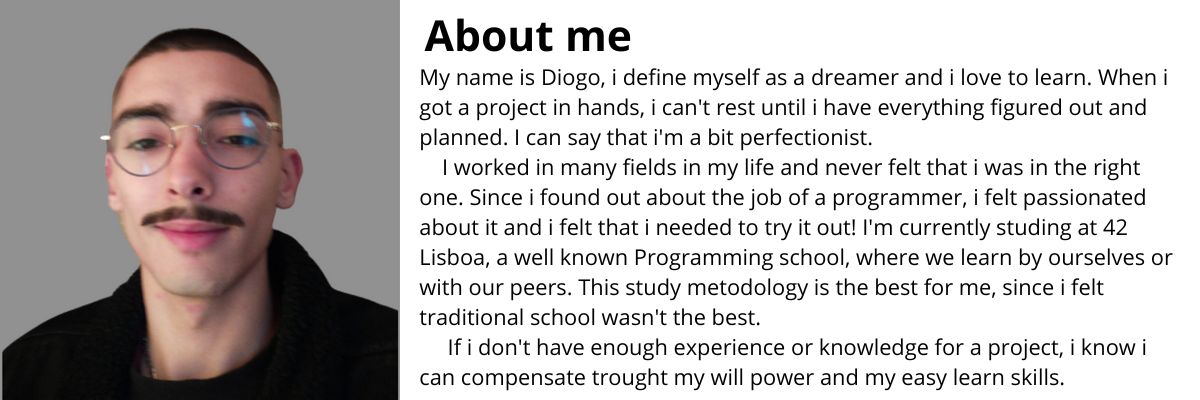 About me
My name is Diogo, i define myself as a dreamer and i love to learn. When i
got a project in hands, i can't rest until i have everything figured out and
planned. I can say that i'm a bit perfectionist.
I worked in many fields in my life and never felt that i was in the right
one. Since i found out about the job of a programmer, i felt passionated
about it and i felt that i needed to try it out! I'm currently studing at 42
Lisboa, a well known Programming school, where we learn by ourselves or
with our peers. This study metodology is the best for me, since i felt
traditional school wasn't the best.
If i don't have enough experience or knowledge for a project, i know i
can compensate trought my will power and my easy learn skills.